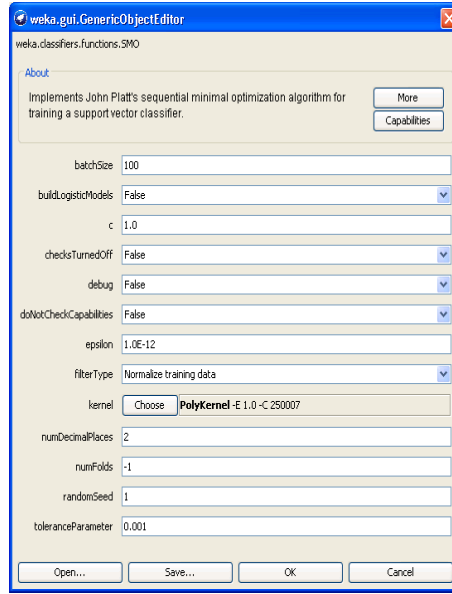 weka.gui.GenericObjectEditor
weka.classifiers.functions.SMO
About
Implements John Platt's sequential minimal optimization algorithm for
training a support vector classifier.
More
Capabilities
batchSize 100
buildLogisticModels False
c 1.0
checksTurnedOff False
debug False
doNotCheckCapabilities False
epsilon 1.0E-12
filterType Normalize training data
kernel Choose PolyKernel -E 1.0 -C 250007
numDecimalPlaces 2
numFolds -1
randomSeed 1
toleranceParameter 0.001
Open... Save... OK Cancel